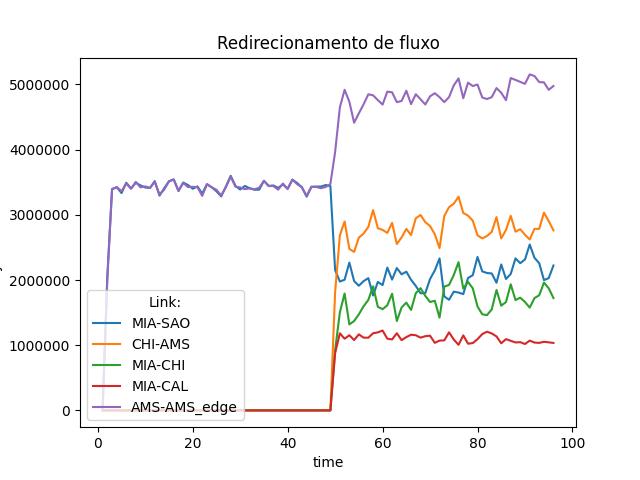 Redirecionamento de fluxo
5000000
4000000
3000000
2000000
1000000
0
Link:
MIA-SAO
CHI-AMS
MIA-CHI
MIA-CAL
AMS-AMS_edge
0 20 40 60 80 100
time